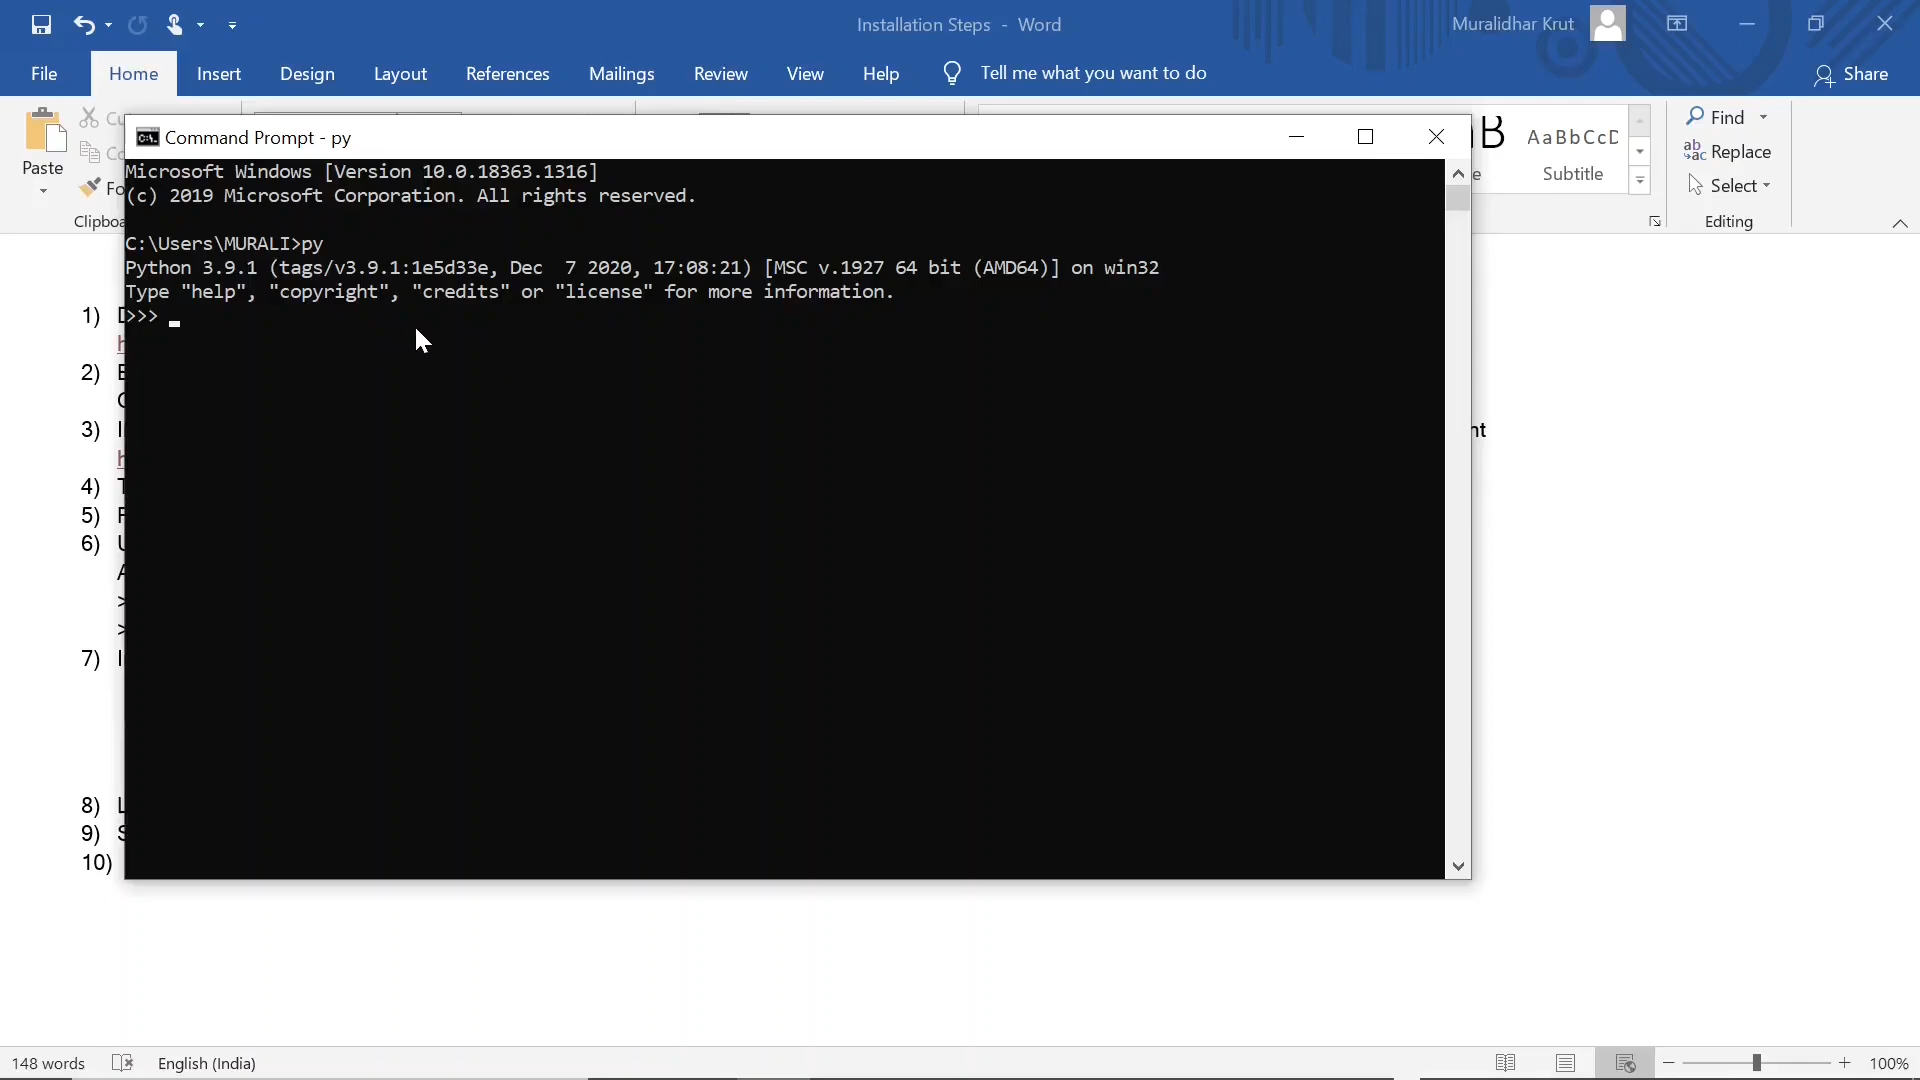 Installation Steps - Word
Muralidhar Krut
File Home Insert Design Layout References Mailings Review View Help Tell me what you want to do Share
Paste
Clipboa
AaBbCcD
Subtitle
Find
Replace
Select
Editing
Command Prompt - py
Microsoft Windows [Version 10.0.18363.1316]
(c) 2019 Microsoft Corporation. All rights reserved.
C:\Users\MURALI>py
Python 3.9.1 (tags/v3.9.1:1e5d33e, Dec  7 2020, 17:08:21) [MSC v.1927 64 bit (AMD64)] on win32
Type "help", "copyright", "credits" or "license" for more information.
>>>
1)
2)
3)
4)
5)
6)
>
>
7)
8)
9)
10)
148 words English (India) 100%